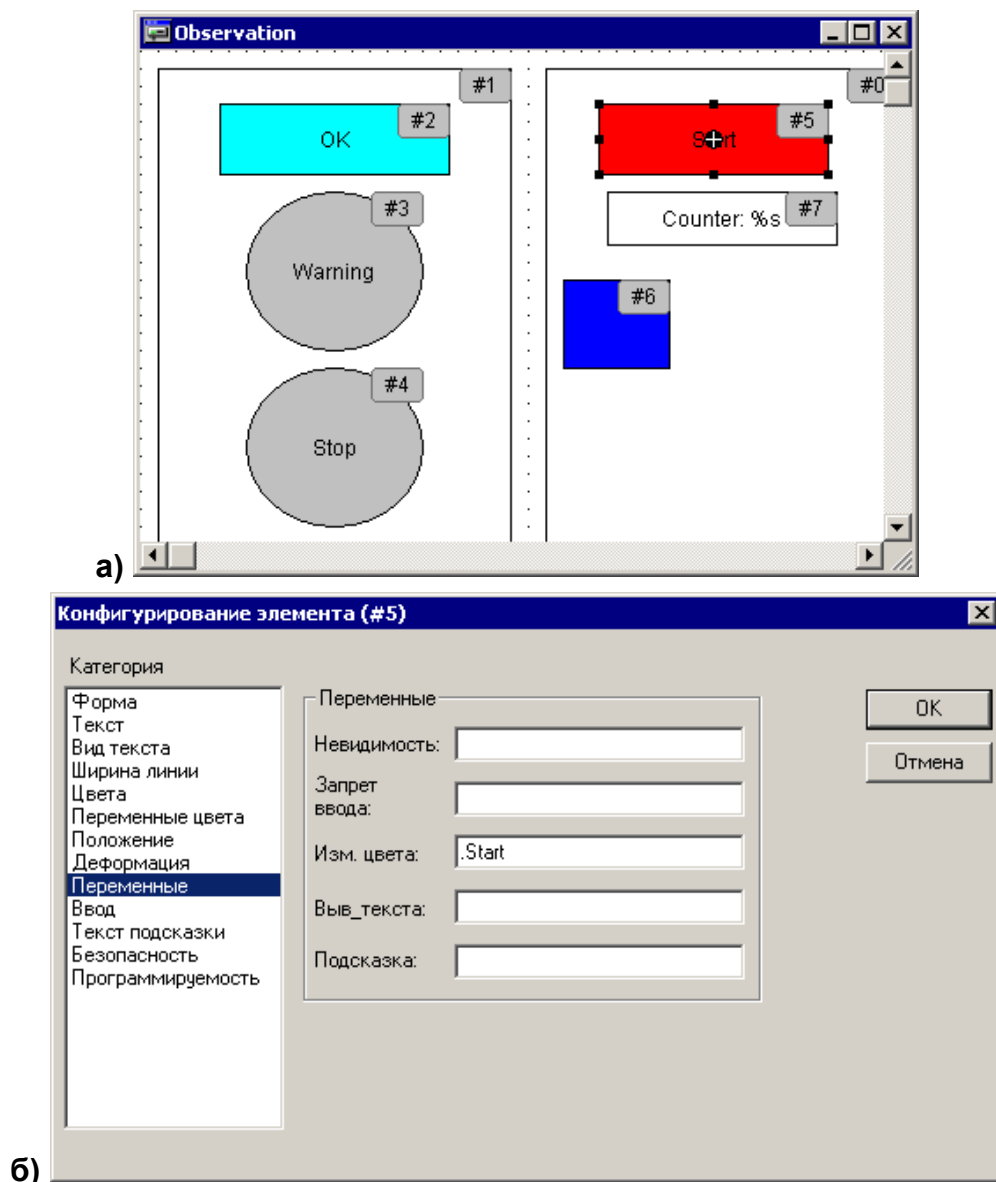 Observation
#1
#0
#2
OK
#5
Start
#3
Warning
#7
Counter: %s
#6
#4
Stop
а)
Конфигурирование элемента (#5)
Категория
Форма
Текст
Вид текста
Ширина линии
Цвета
Переменные цвета
Положение
Деформация
Переменные
Ввод
Текст подсказки
Безопасность
Программируемость
Переменные
Невидимость:
Запрет
ввода:
Изм. цвета:
.Start
Выв_текста:
Подсказка:
OK
Отмена
б)